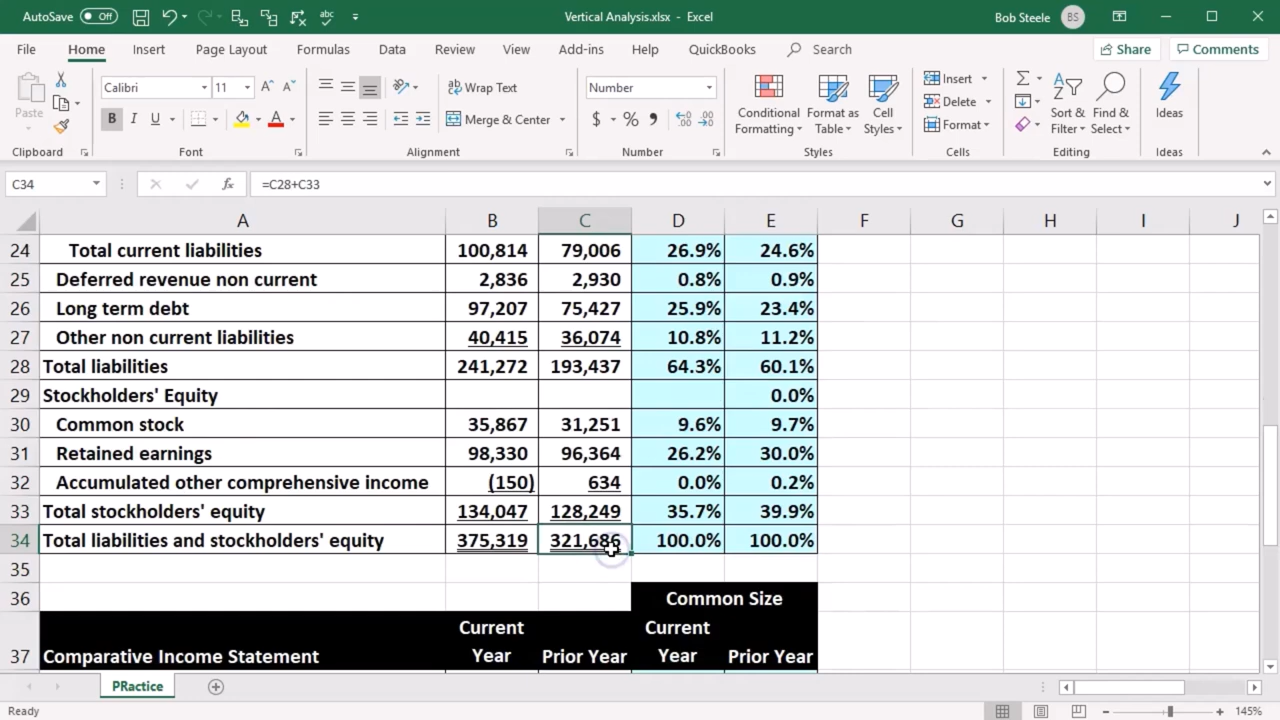 AutoSave Off Vertical Analysis.xlsx - Excel Bob Steele BS
File Home Insert Page Layout Formulas Data Review View Add-ins Help QuickBooks Search Share Comments
Paste Calibri 11 A A Wrap Text Number Conditional Formatting Format as Table Cell Styles Insert Σ Sort & Filter Find & Select Ideas
B I U A Merge & Center $ % , Delete Format
Clipboard Font Alignment Number Styles Cells Editing Ideas
C34 fx =C28+C33
A B C D E F G H I J
24 Total current liabilities 100,814 79,006 26.9% 24.6%
25 Deferred revenue non current 2,836 2,930 0.8% 0.9%
26 Long term debt 97,207 75,427 25.9% 23.4%
27 Other non current liabilities 40,415 36,074 10.8% 11.2%
28 Total liabilities 241,272 193,437 64.3% 60.1%
29 Stockholders' Equity 0.0%
30 Common stock 35,867 31,251 9.6% 9.7%
31 Retained earnings 98,330 96,364 26.2% 30.0%
32 Accumulated other comprehensive income (150) 634 0.0% 0.2%
33 Total stockholders' equity 134,047 128,249 35.7% 39.9%
34 Total liabilities and stockholders' equity 375,319 321,686 100.0% 100.0%
35
36 Common Size
Current Current
37 Comparative Income Statement Year Prior Year Year Prior Year
PRactice
Ready 145%